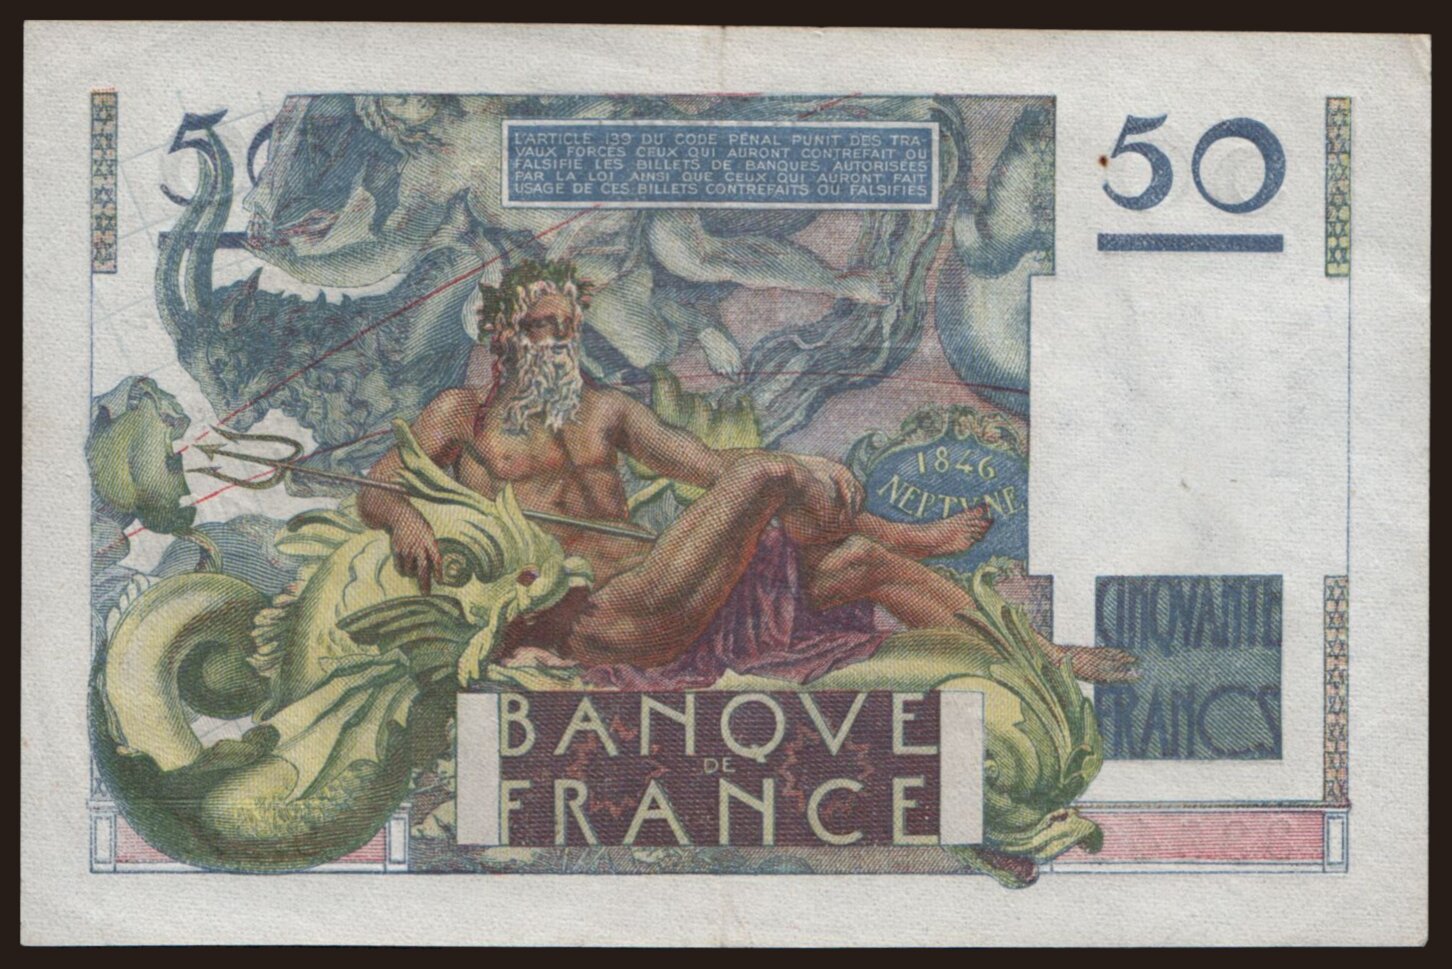 50
L'ARTICLE 139 DU CODE PÉNAL PUNIT DES TRA-
VAUX FORCÉS CEUX QUI AURONT CONTREFAIT OU
FALSIFIÉ LES BILLETS DE BANQUES AUTORISÉES
PAR LA LOI AINSI QUE CEUX QUI AURONT FAIT
USAGE DE CES BILLETS CONTREFAITS OU FALSIFIÉS
50
1846
NEPTVNE
CINQVANTE
FRANCS
BANQVE
DE
FRANCE